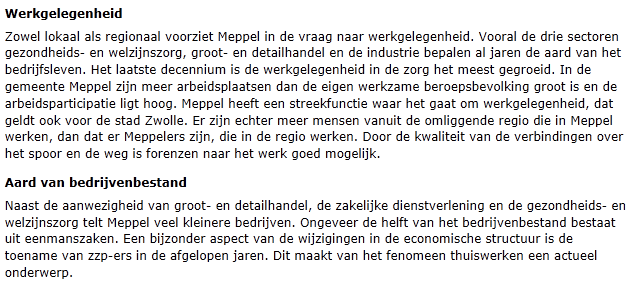 Werkgelegenheid
Zowel lokaal als regionaal voorziet Meppel in de vraag naar werkgelegenheid. Vooral de drie sectoren
gezondheids- en welzijnszorg, groot- en detailhandel en de industrie bepalen al jaren de aard van het
bedrijfsleven. Het laatste decennium is de werkgelegenheid in de zorg het meest gegroeid. In de
gemeente Meppel zijn meer arbeidsplaatsen dan de eigen werkzame beroepsbevolking groot is en de
arbeidsparticipatie ligt hoog. Meppel heeft een streekfunctie waar het gaat om werkgelegenheid, dat
geldt ook voor de stad Zwolle. Er zijn echter meer mensen vanuit de omliggende regio die in Meppel
werken, dan dat er Meppelers zijn, die in de regio werken. Door de kwaliteit van de verbindingen over
het spoor en de weg is forenzen naar het werk goed mogelijk.
Aard van bedrijvenbestand
Naast de aanwezigheid van groot- en detailhandel, de zakelijke dienstverlening en de gezondheids- en
welzijnszorg telt Meppel veel kleinere bedrijven. Ongeveer de helft van het bedrijvenbestand bestaat
uit eenmanszaken. Een bijzonder aspect van de wijzigingen in de economische structuur is de
toename van zzp-ers in de afgelopen jaren. Dit maakt van het fenomeen thuiswerken een actueel
onderwerp.